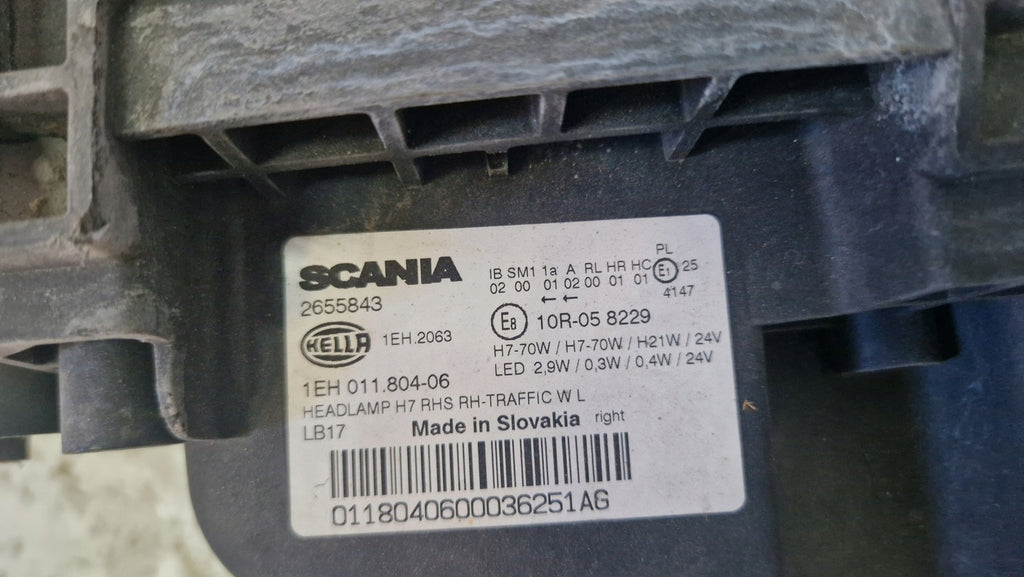 SCANIA
2655843
HELLA 1EH.2063
1EH 011.804-06
HEADLAMP H7 RHS RH-TRAFFIC W L
LB17 Made in Slovakia right
IB SM1 1a A RL HR HC PL
02 00 01 02 00 01 01 E1 25
←← 4147
E8 10R-05 8229
H7-70W / H7-70W / H21W / 24V
LED 2,9W / 0,3W / 0,4W / 24V
0118040600036251AG